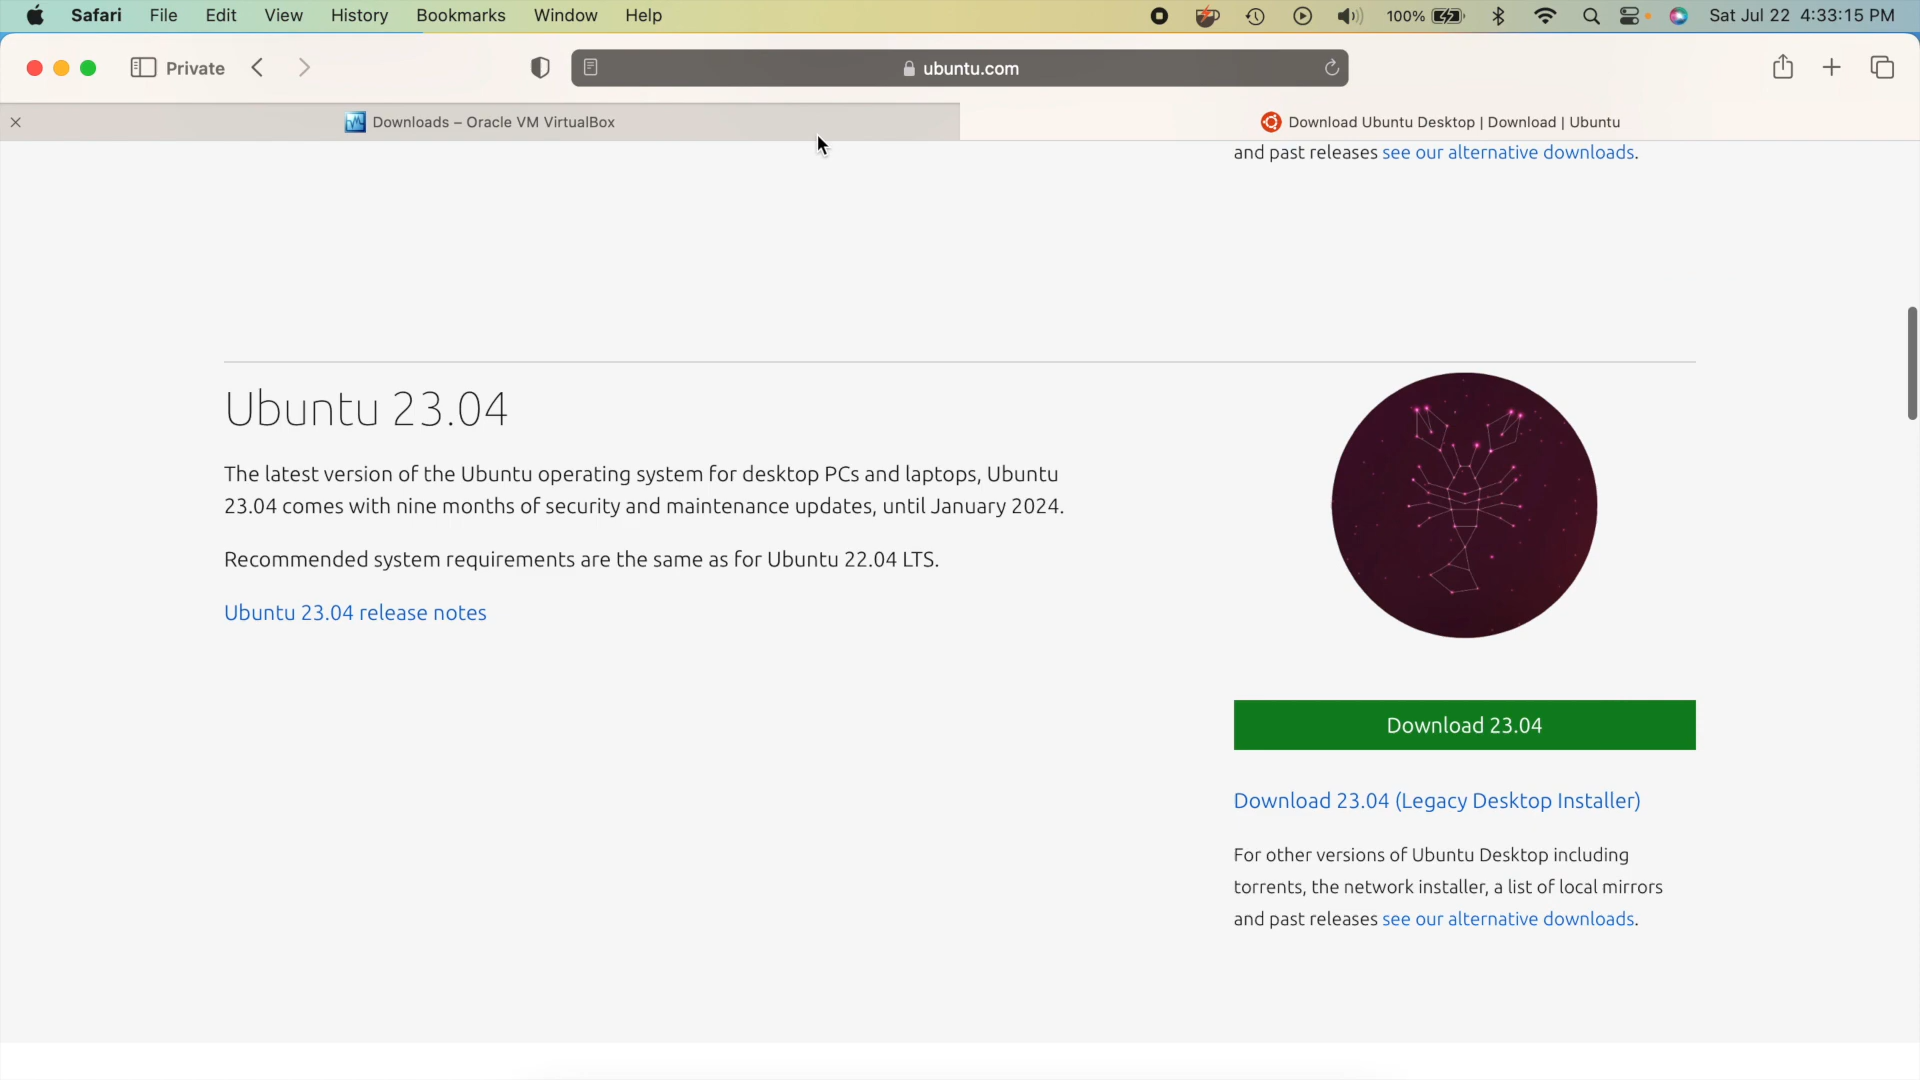 Safari File Edit View History Bookmarks Window Help 100% Sat Jul 22 4:33:15 PM
Private ubuntu.com
Downloads – Oracle VM VirtualBox Download Ubuntu Desktop | Download | Ubuntu
and past releases see our alternative downloads.
Ubuntu 23.04
The latest version of the Ubuntu operating system for desktop PCs and laptops, Ubuntu
23.04 comes with nine months of security and maintenance updates, until January 2024.
Recommended system requirements are the same as for Ubuntu 22.04 LTS.
Ubuntu 23.04 release notes
Download 23.04
Download 23.04 (Legacy Desktop Installer)
For other versions of Ubuntu Desktop including
torrents, the network installer, a list of local mirrors
and past releases see our alternative downloads.